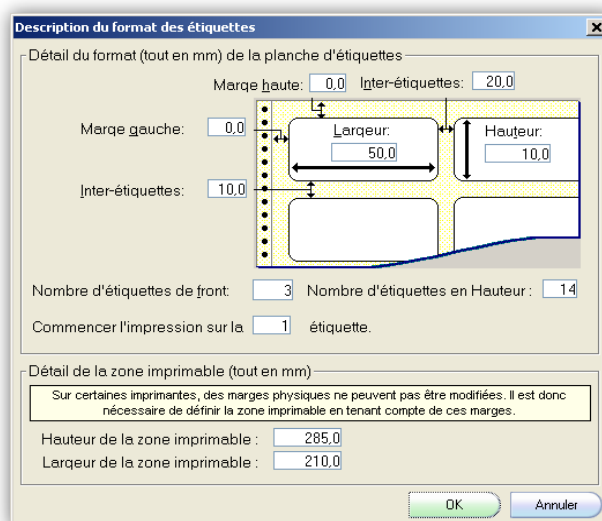 Description du format des étiquettes
Détail du format (tout en mm) de la planche d'étiquettes
Marge haute: 0,0 Inter-étiquettes: 20,0
Marge gauche: 0,0 Largeur: Hauteur:
50,0 10,0
Inter-étiquettes: 10,0
Nombre d'étiquettes de front: 3 Nombre d'étiquettes en Hauteur : 14
Commencer l'impression sur la 1 étiquette.
Détail de la zone imprimable (tout en mm)
Sur certaines imprimantes, des marges physiques ne peuvent pas être modifiées. Il est donc
nécessaire de définir la zone imprimable en tenant compte de ces marges.
Hauteur de la zone imprimable : 285,0
Largeur de la zone imprimable : 210,0
OK Annuler